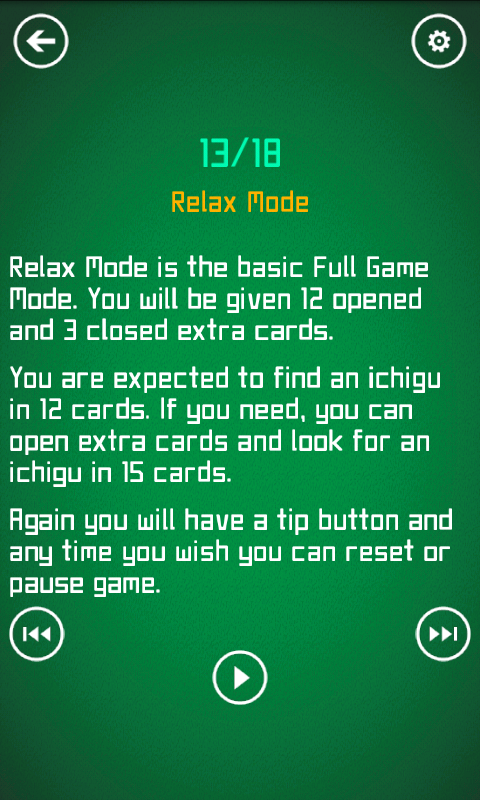 13/18
Relax Mode
Relax Mode is the basic Full Game
Mode. You will be given 12 opened
and 3 closed extra cards.
You are expected to find an ichigu
in 12 cards. If you need, you can
open extra cards and look for an
ichigu in 15 cards.
Again you will have a tip button and
any time you wish you can reset or
pause game.